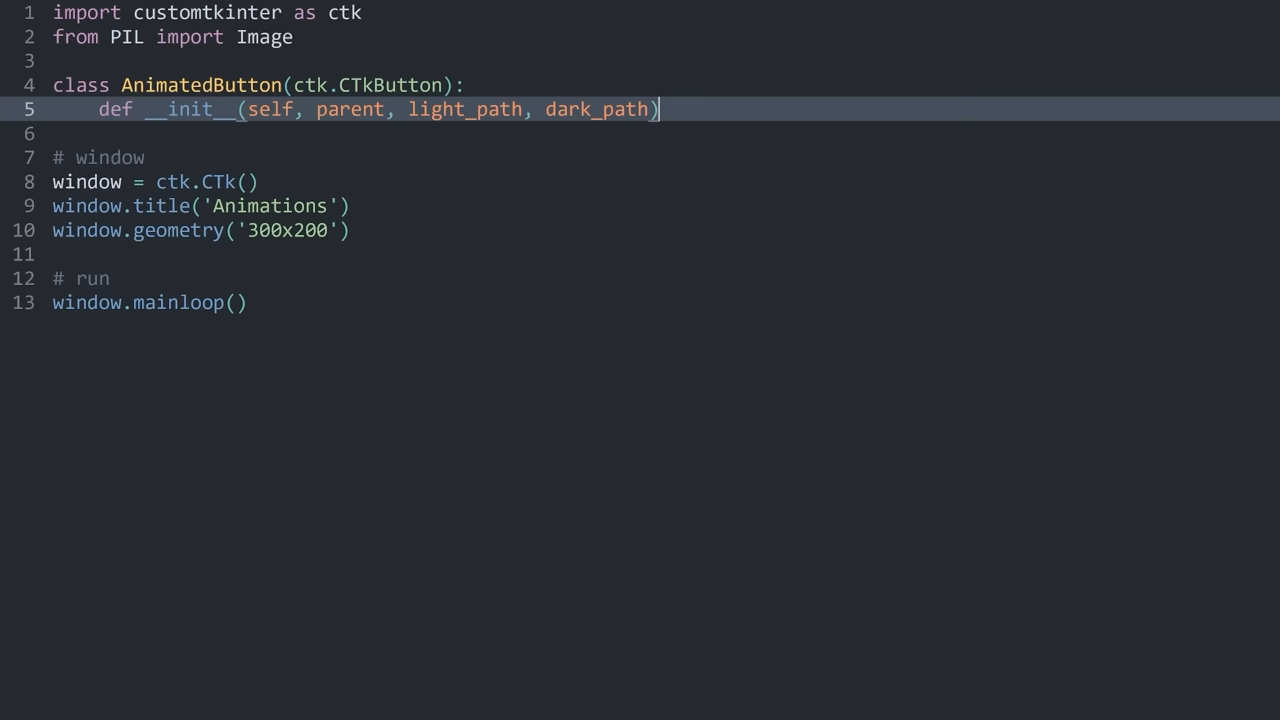 1 import customtkinter as ctk
2 from PIL import Image
3
4 class AnimatedButton(ctk.CTkButton):
5     def __init__(self, parent, light_path, dark_path)
6
7 # window
8 window = ctk.CTk()
9 window.title('Animations')
10 window.geometry('300x200')
11
12 # run
13 window.mainloop()